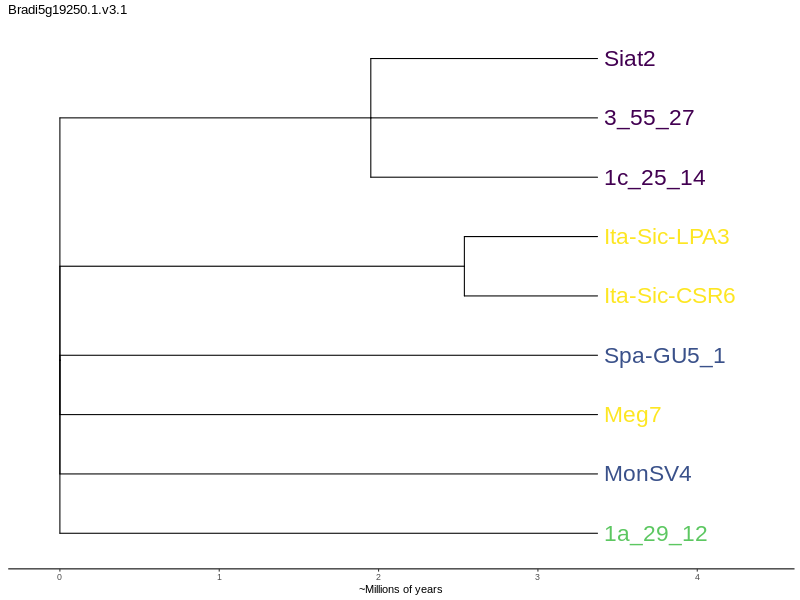 Bradi5g19250.1.v3.1
Siat2
3_55_27
1c_25_14
Ita-Sic-LPA3
Ita-Sic-CSR6
Spa-GU5_1
Meg7
MonSV4
1a_29_12
0 1 2 3 4
~Millions of years